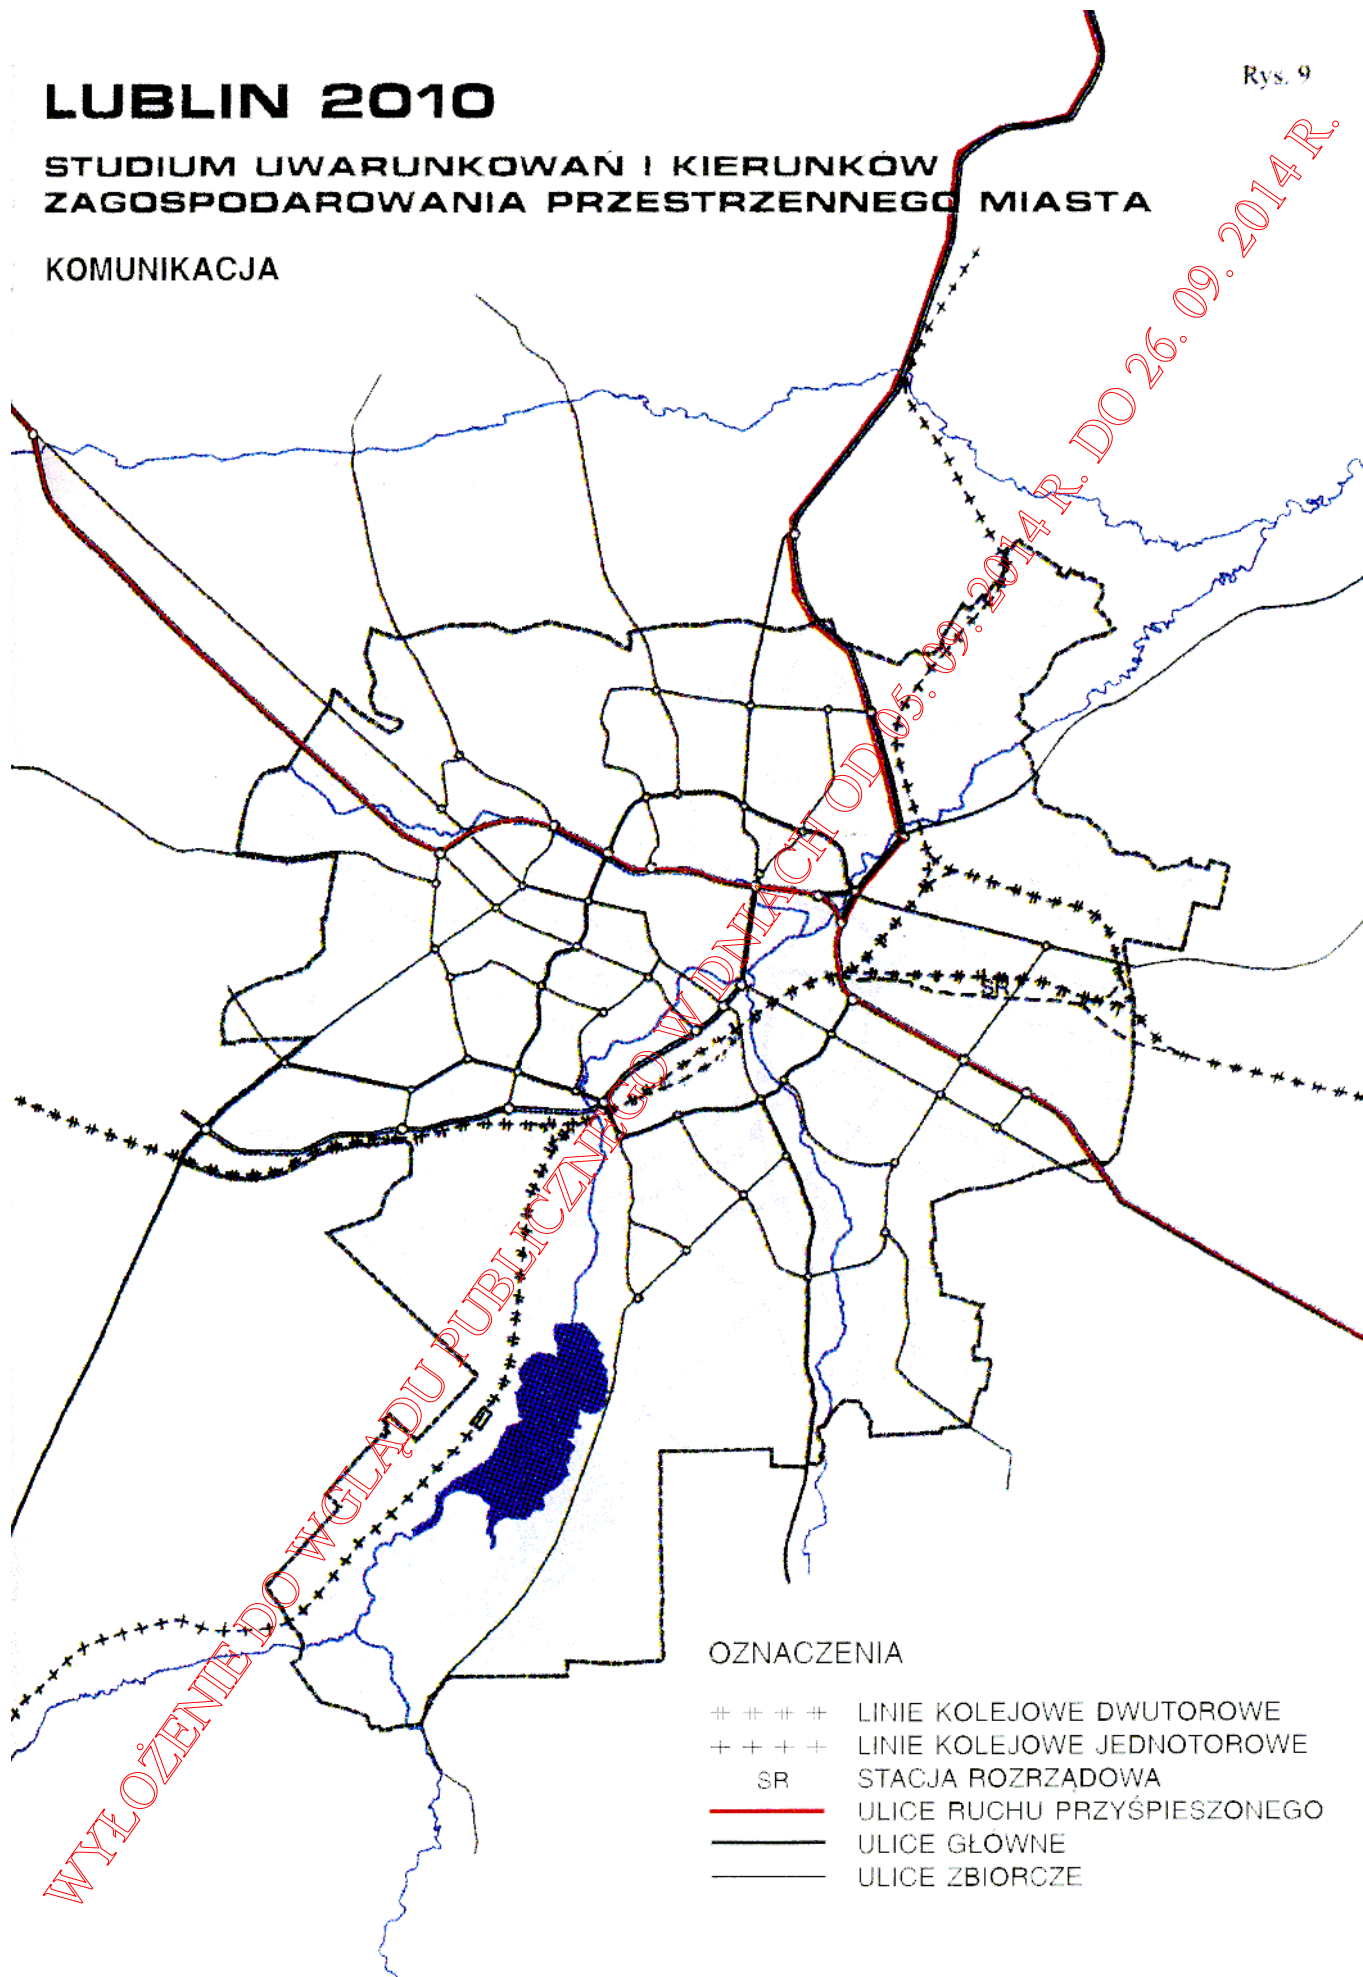 Rys. 9
LUBLIN 2010
STUDIUM UWARUNKOWAŃ I KIERUNKÓW
ZAGOSPODAROWANIA PRZESTRZENNEGO MIASTA
KOMUNIKACJA
WYŁOŻENIE DO WGLĄDU PUBLICZNEGO W DNIACH OD 05. 09. 2014 R. DO 26. 09. 2014 R.
SR
OZNACZENIA
LINIE KOLEJOWE DWUTOROWE
LINIE KOLEJOWE JEDNOTOROWE
SR STACJA ROZRZĄDOWA
ULICE RUCHU PRZYŚPIESZONEGO
ULICE GŁÓWNE
ULICE ZBIORCZE